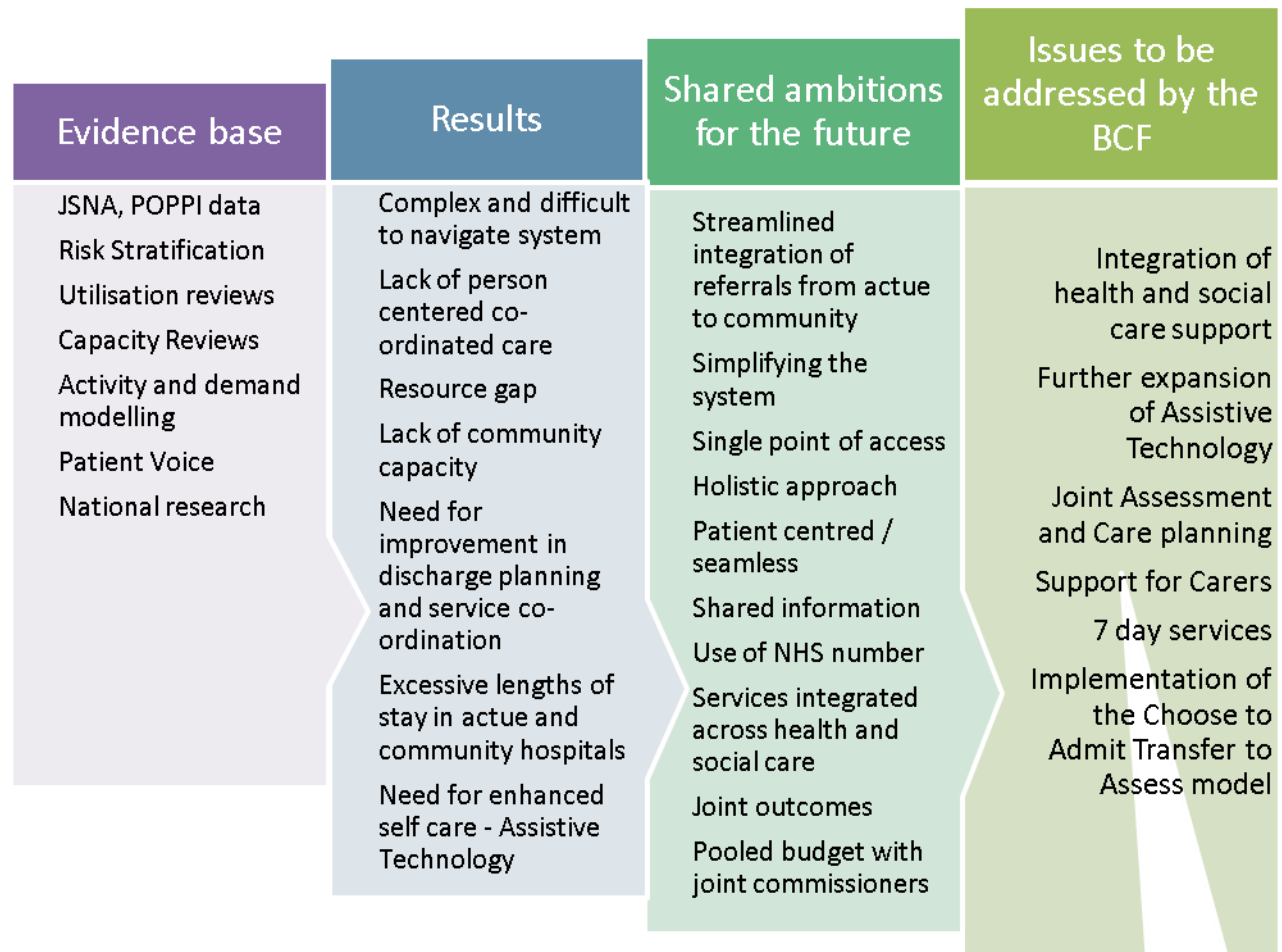 Evidence base
JSNA, POPPI data
Risk Stratification
Utilisation reviews
Capacity Reviews
Activity and demand
modelling
Patient Voice
National research
Results
Complex and difficult
to navigate system
Lack of person
centered co-
ordinated care
Resource gap
Lack of community
capacity
Need for
improvement in
discharge planning
and service co-
ordination
Excessive lengths of
stay in actue and
community hospitals
Need for enhanced
self care - Assistive
Technology
Shared ambitions
for the future
Streamlined
integration of
referrals from actue
to community
Simplifying the
system
Single point of access
Holistic approach
Patient centred /
seamless
Shared information
Use of NHS number
Services integrated
across health and
social care
Joint outcomes
Pooled budget with
joint commissioners
Issues to be
addressed by the
BCF
Integration of
health and social
care support
Further expansion
of Assistive
Technology
Joint Assessment
and Care planning
Support for Carers
7 day services
Implementation of
the Choose to
Admit Transfer to
Assess model